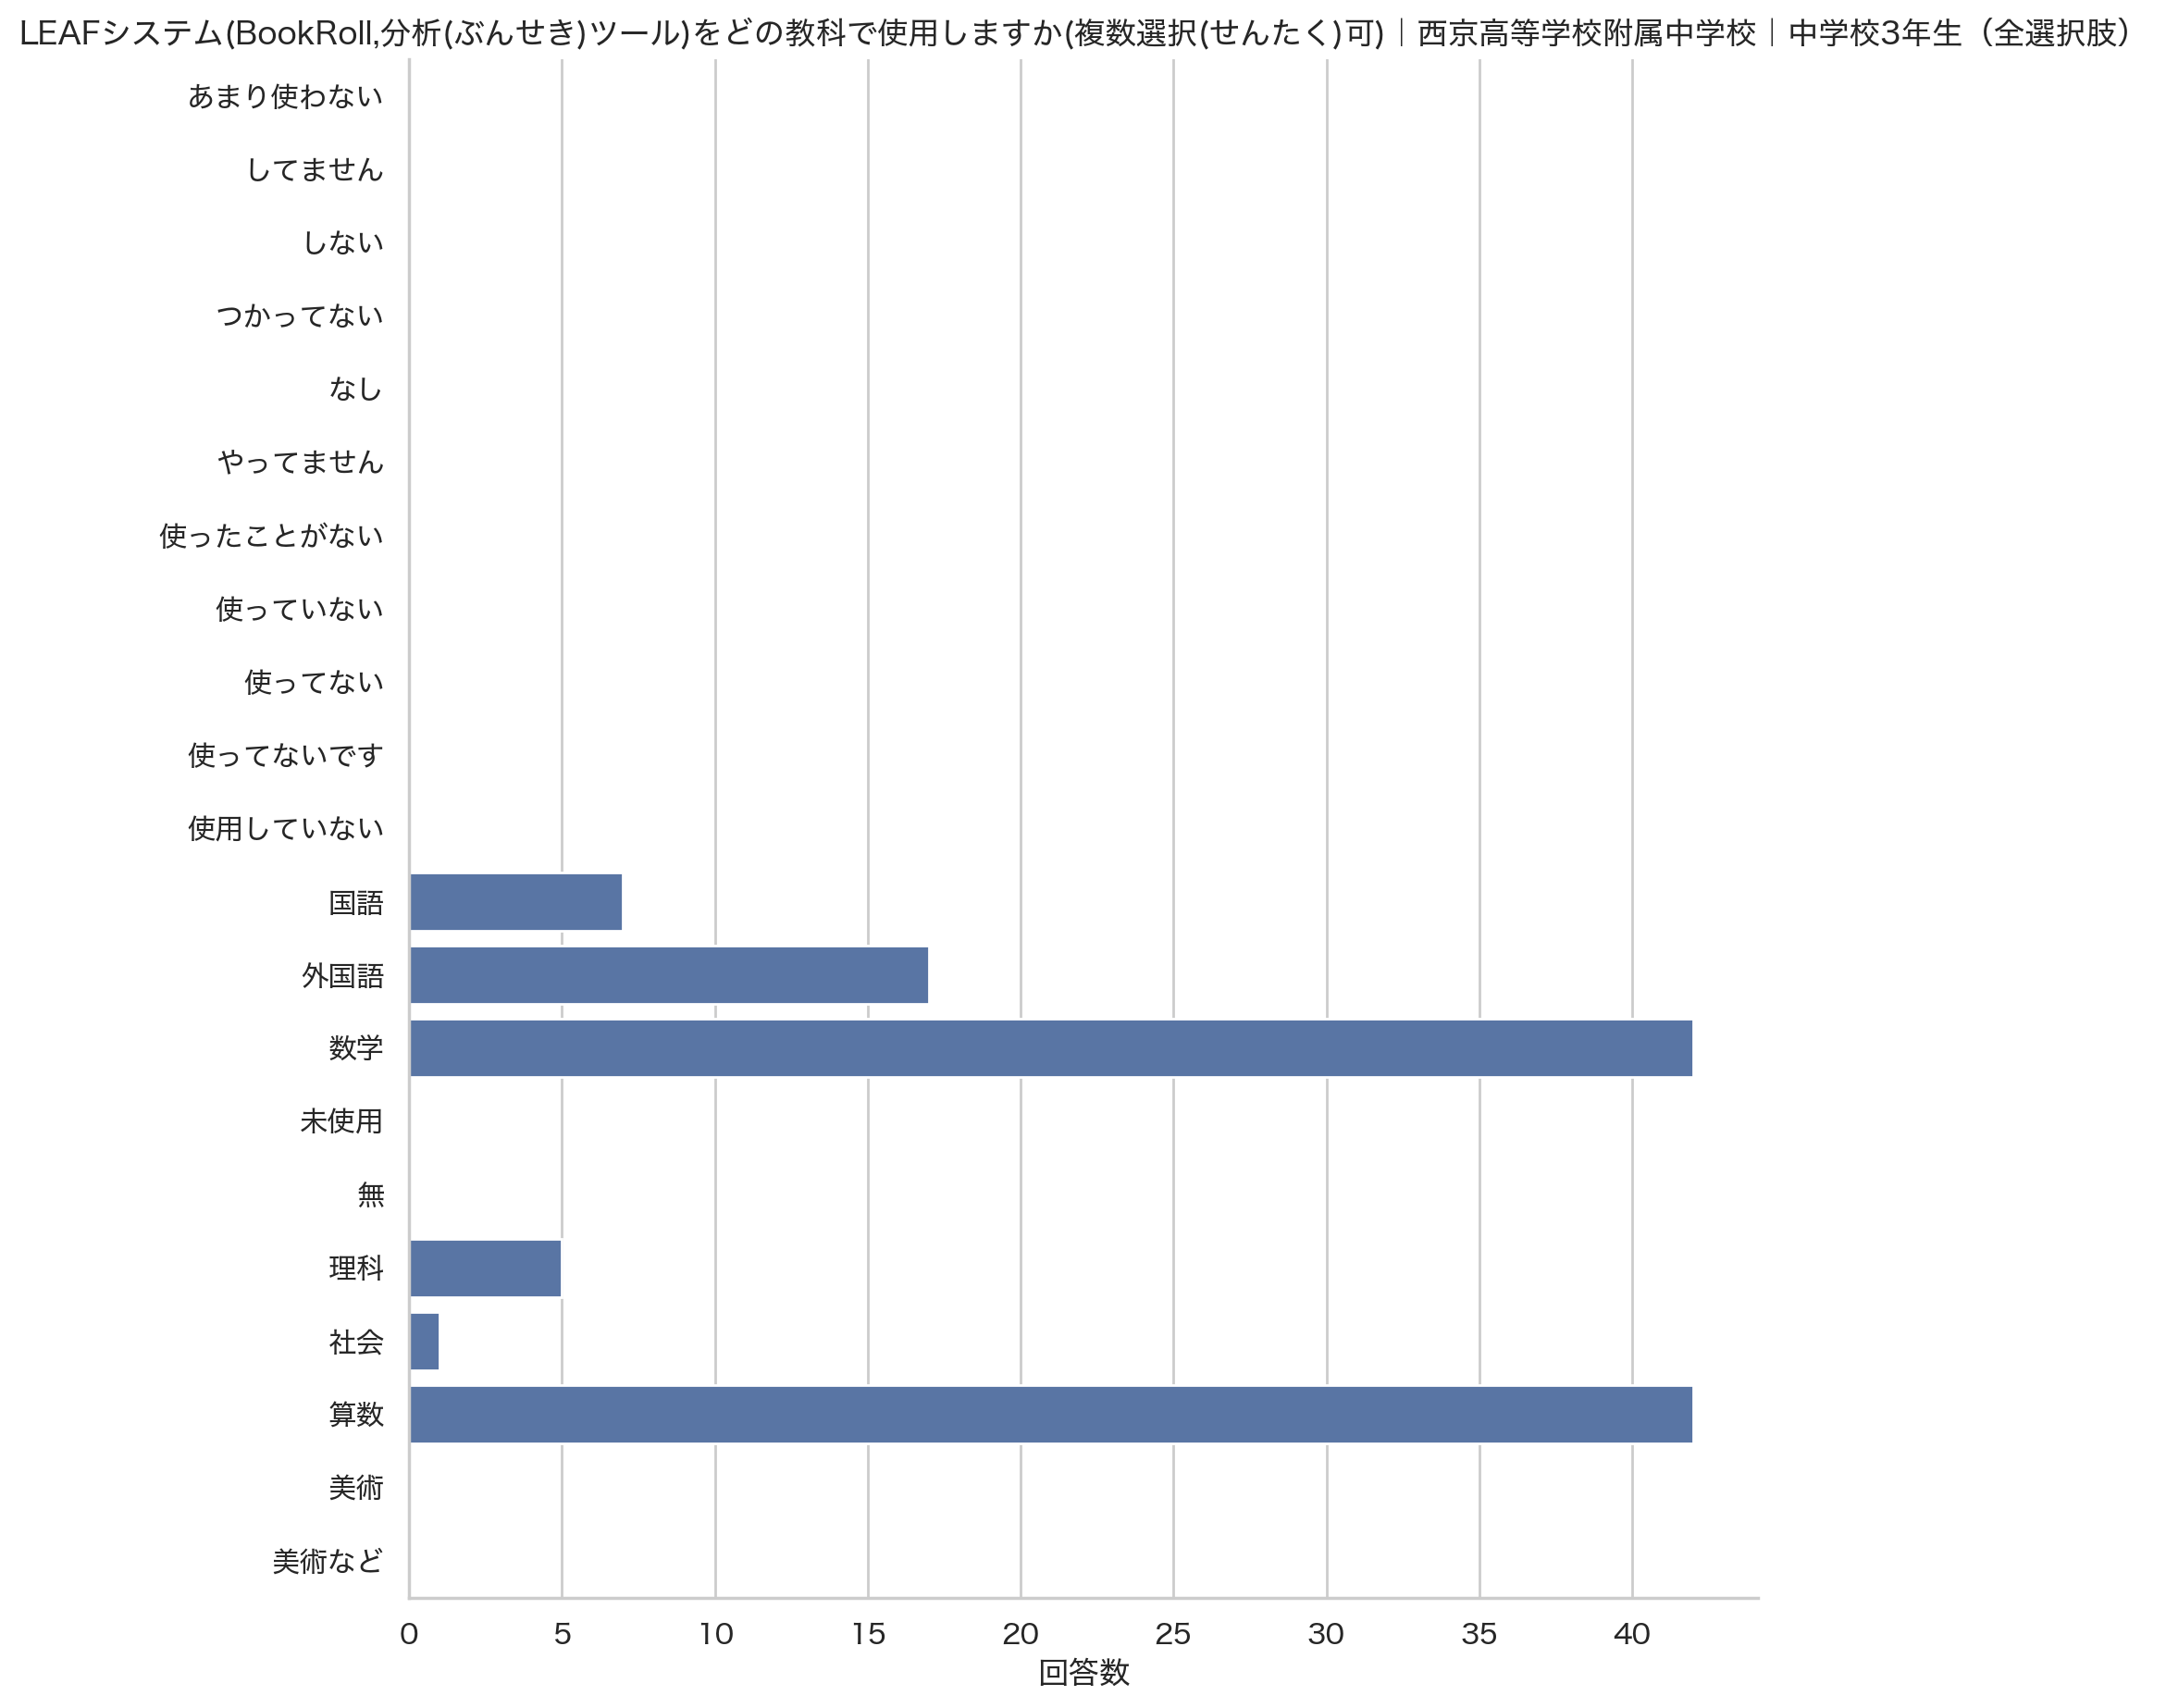 LEAFシステム(BookRoll,分析(ぶんせき)ツール)をどの教科で使用しますか(複数選択(せんたく)可)｜西京高等学校附属中学校｜中学校3年生（全選択肢）
あまり使わない
してません
しない
つかってない
なし
やってません
使ったことがない
使っていない
使ってない
使ってないです
使用していない
国語
外国語
数学
未使用
無
理科
社会
算数
美術
美術など
0 5 10 15 20 25 30 35 40
回答数